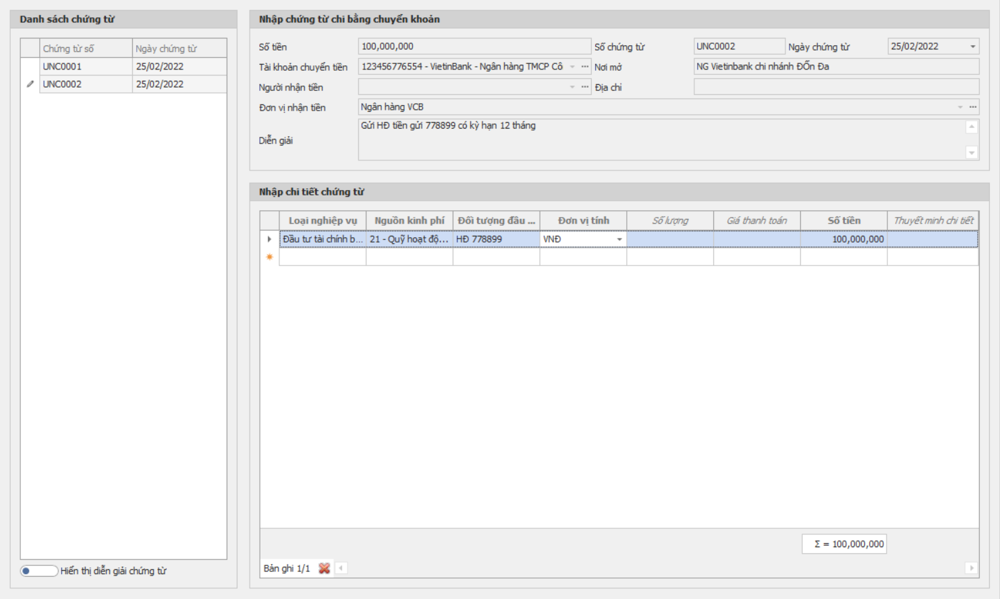 Danh sách chứng từ
Chứng từ số Ngày chứng từ
UNC0001 25/02/2022
UNC0002 25/02/2022
Hiển thị diễn giải chứng từ
Nhập chứng từ chi bằng chuyển khoản
Số tiền 100,000,000 Số chứng từ UNC0002 Ngày chứng từ 25/02/2022
Tài khoản chuyển tiền 123456776554 - VietinBank - Ngân hàng TMCP Cô Nơi mở NG Vietinbank chi nhánh ĐỐn Đa
Người nhận tiền Địa chỉ
Đơn vị nhận tiền Ngân hàng VCB
Diễn giải Gửi HĐ tiền gửi 778899 có kỳ hạn 12 tháng
Nhập chi tiết chứng từ
Loại nghiệp vụ Nguồn kinh phí Đối tượng đầu ... Đơn vị tính Số lượng Giá thanh toán Số tiền Thuyết minh chi tiết
Đầu tư tài chính b... 21 - Quỹ hoạt độ... HĐ 778899 VNĐ 100,000,000
Σ = 100,000,000
Bản ghi 1/1